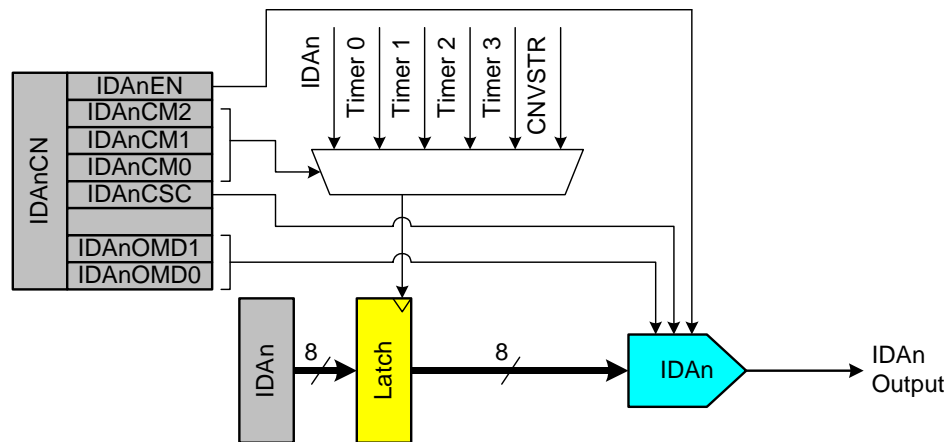 IDAnCN
IDAnEN
IDAnCM2
IDAnCM1
IDAnCM0
IDAnCSC
IDAnOMD1
IDAnOMD0
IDAn
Timer 0
Timer 1
Timer 2
Timer 3
CNVSTR
IDAn
8
Latch
8
IDAn
IDAn
Output